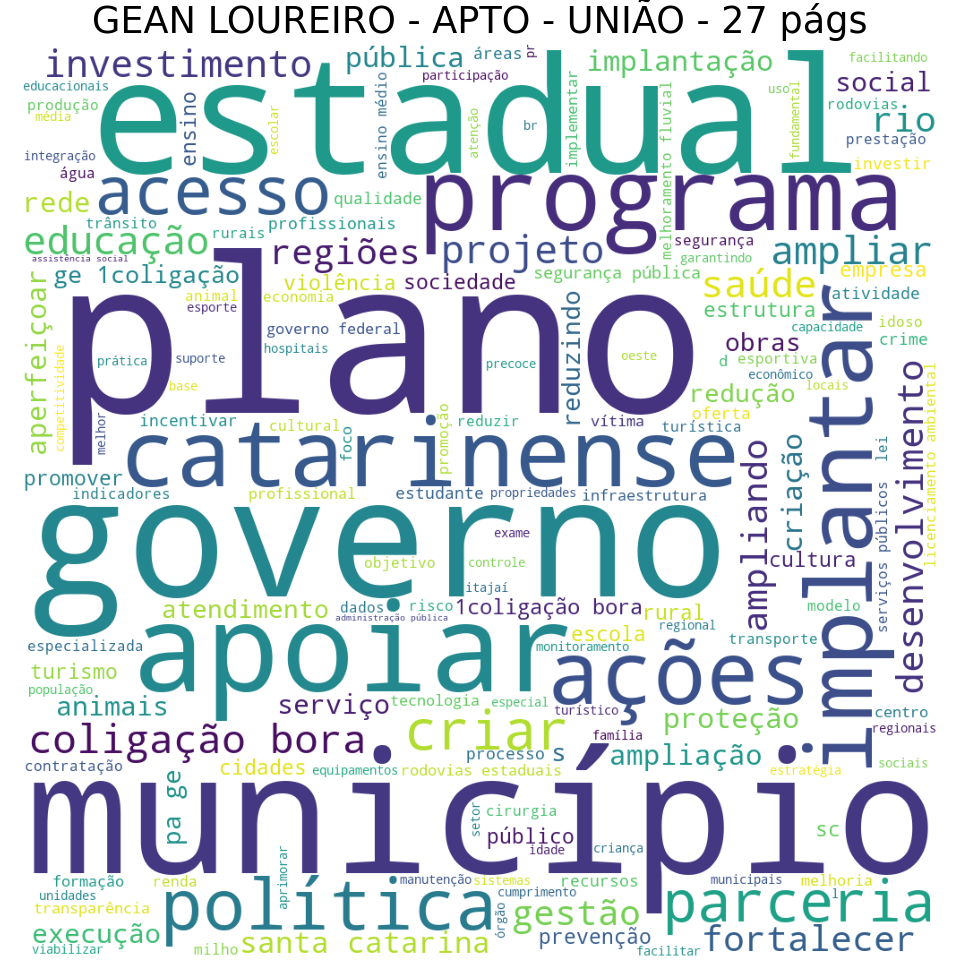 GEAN LOUREIRO - APTO - UNIÃO - 27 págs
investimento
pública
áreas
pr
participação
implantação
facilitando
social
educacionais
produção
média
ensino
escolar
estadual
ensino médio
atenção
br
implementar
uso
fundamental
rodovias
rio
prestação
integração
água
investir
acesso
programa
rede
qualidade
melhoramento fluvial
trânsito
profissionais
educação
rurais
regiões
projeto
segurança
garantindo
ampliar
assistência social
ge 1coligação
violência
sociedade
segurança pública
saúde
empresa
animal
economia
estrutura
atividade
esporte
plano
governo federal
reduzindo
capacidade
idoso
aperfeiçoar
hospitais
obras
crime
competitividade
prática
suporte
precoce
oeste
d
esportiva
econômico
base
redução
locais
implantar
melhor
incentivar
cultural
foco
promoção
reduzir
vítima
oferta
turística
catarinense
promover
indicadores
profissional
estudante
propriedades
infraestrutura
ampliando
criação
lei
desenvolvimento
licenciamento ambiental
serviços públicos
governo
exame
objetivo
controle
cultura
itajaí
atendimento
dados
risco
1coligação bora
rural
modelo
administração pública
regional
especializada
apoiar
escola
transporte
monitoramento
turismo
ações
população
animais
serviço
tecnologia
especial
turístico
proteção
centro
coligação bora
criar
família
regionais
contratação
cidades
equipamentos
rodovias estaduais
processo
s
ampliação
estratégia
sociais
município
pa ge
setor
cirurgia
público
idade
criança
sc
formação
renda
aprimorar
manutenção
sistemas
recursos
municipais
melhoria
unidades
cumprimento
l
transparência
política
órgão
gestão
parceria
execução
prevenção
fortalecer
viabilizar
milho
santa catarina
facilitar